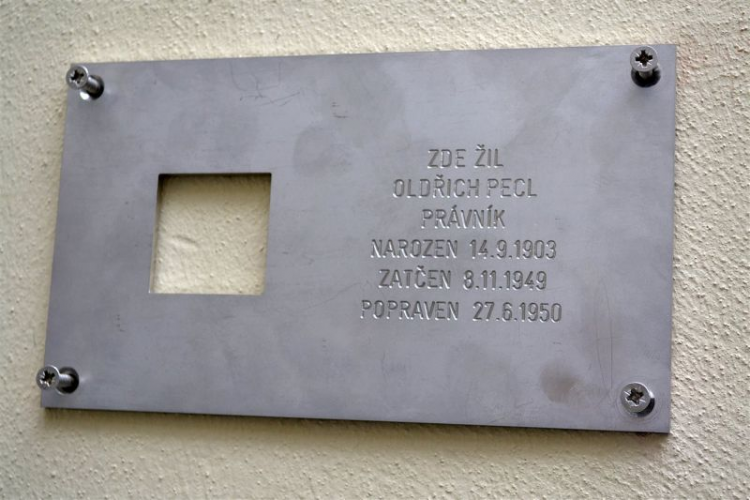 ZDE ŽIL
OLDŘICH PECL
PRÁVNÍK
NAROZEN 14.9.1903
ZATČEN 8.11.1949
POPRAVEN 27.6.1950